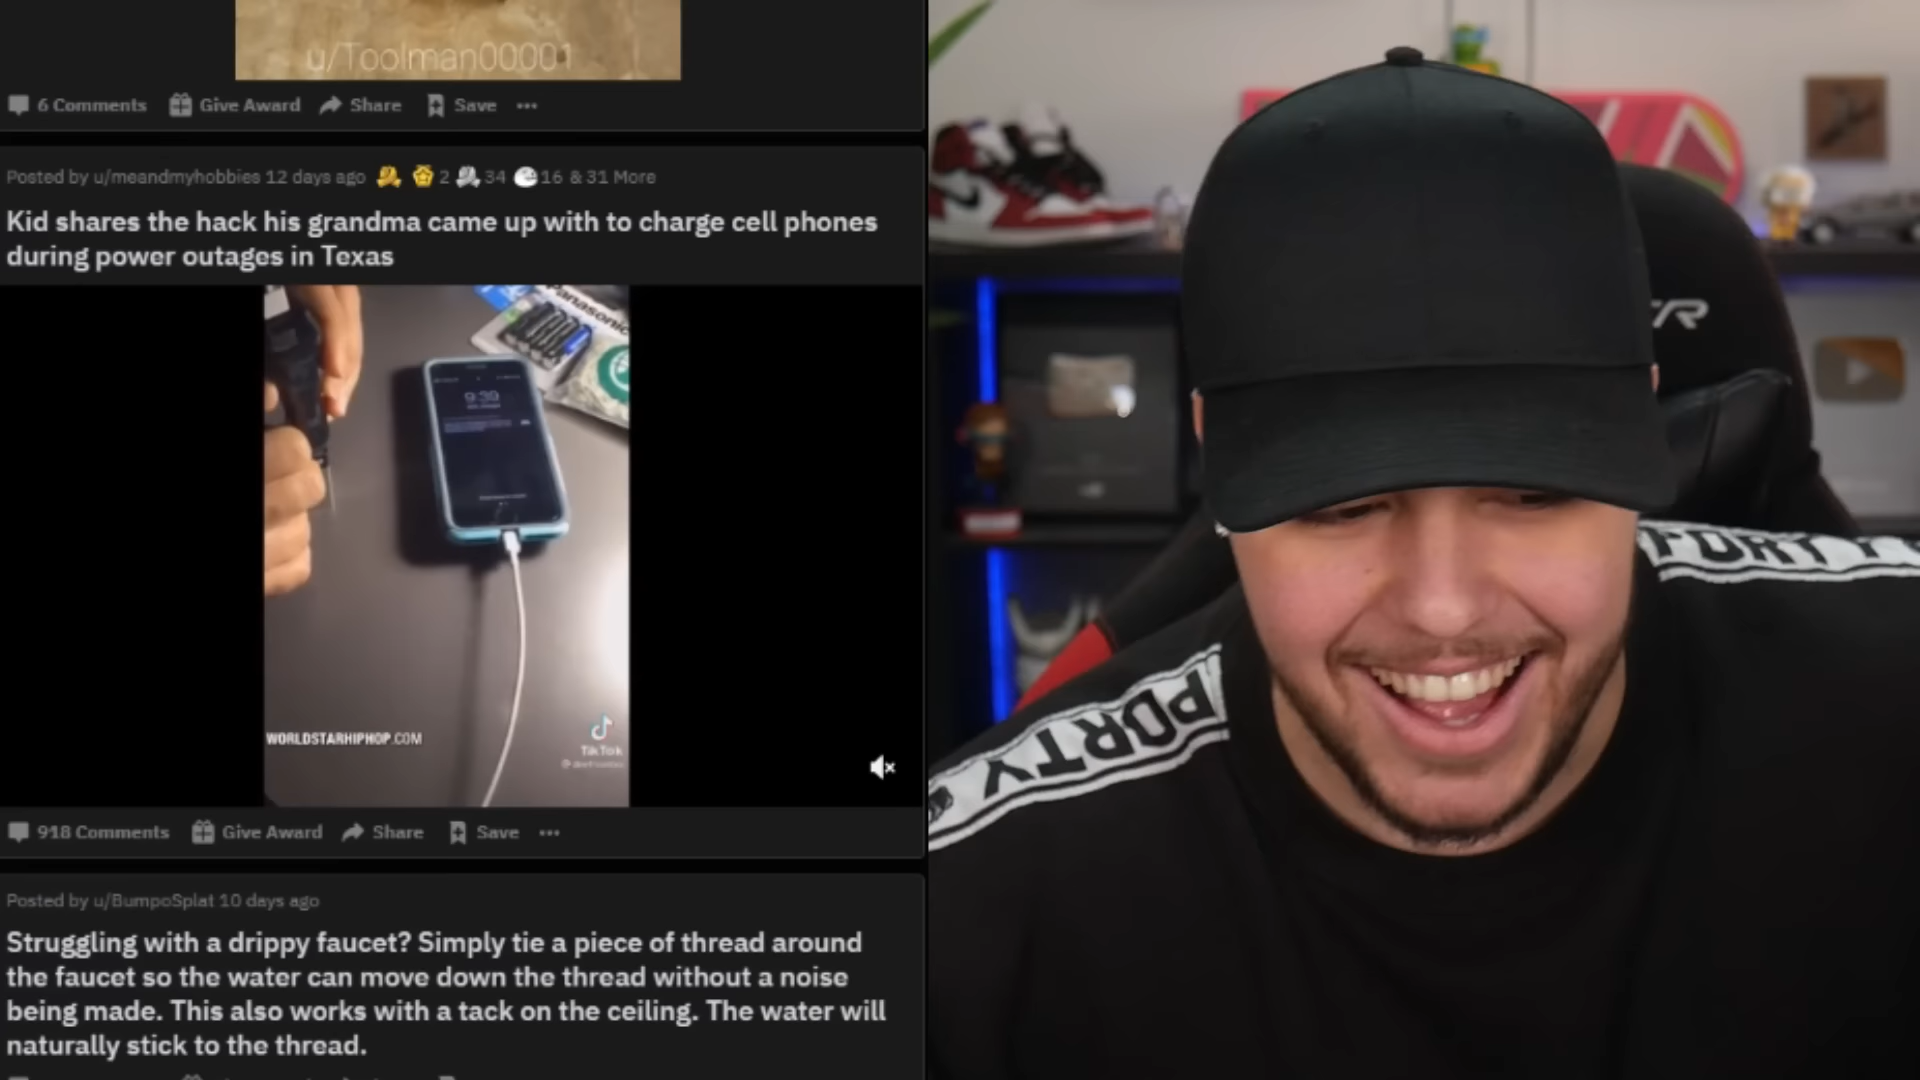 u/Toolman00001
6 Comments Give Award Share Save
Posted by u/meandmyhobbies 12 days ago 2 34 16 & 31 More
Kid shares the hack his grandma came up with to charge cell phones
during power outages in Texas
Panasonic
9:39
WORLDSTARHIPHOP.COM
TikTok
918 Comments Give Award Share Save
Posted by u/BumpoSplat 10 days ago
Struggling with a drippy faucet? Simply tie a piece of thread around
the faucet so the water can move down the thread without a noise
being made. This also works with a tack on the ceiling. The water will
naturally stick to the thread.
PORTY
PORTY